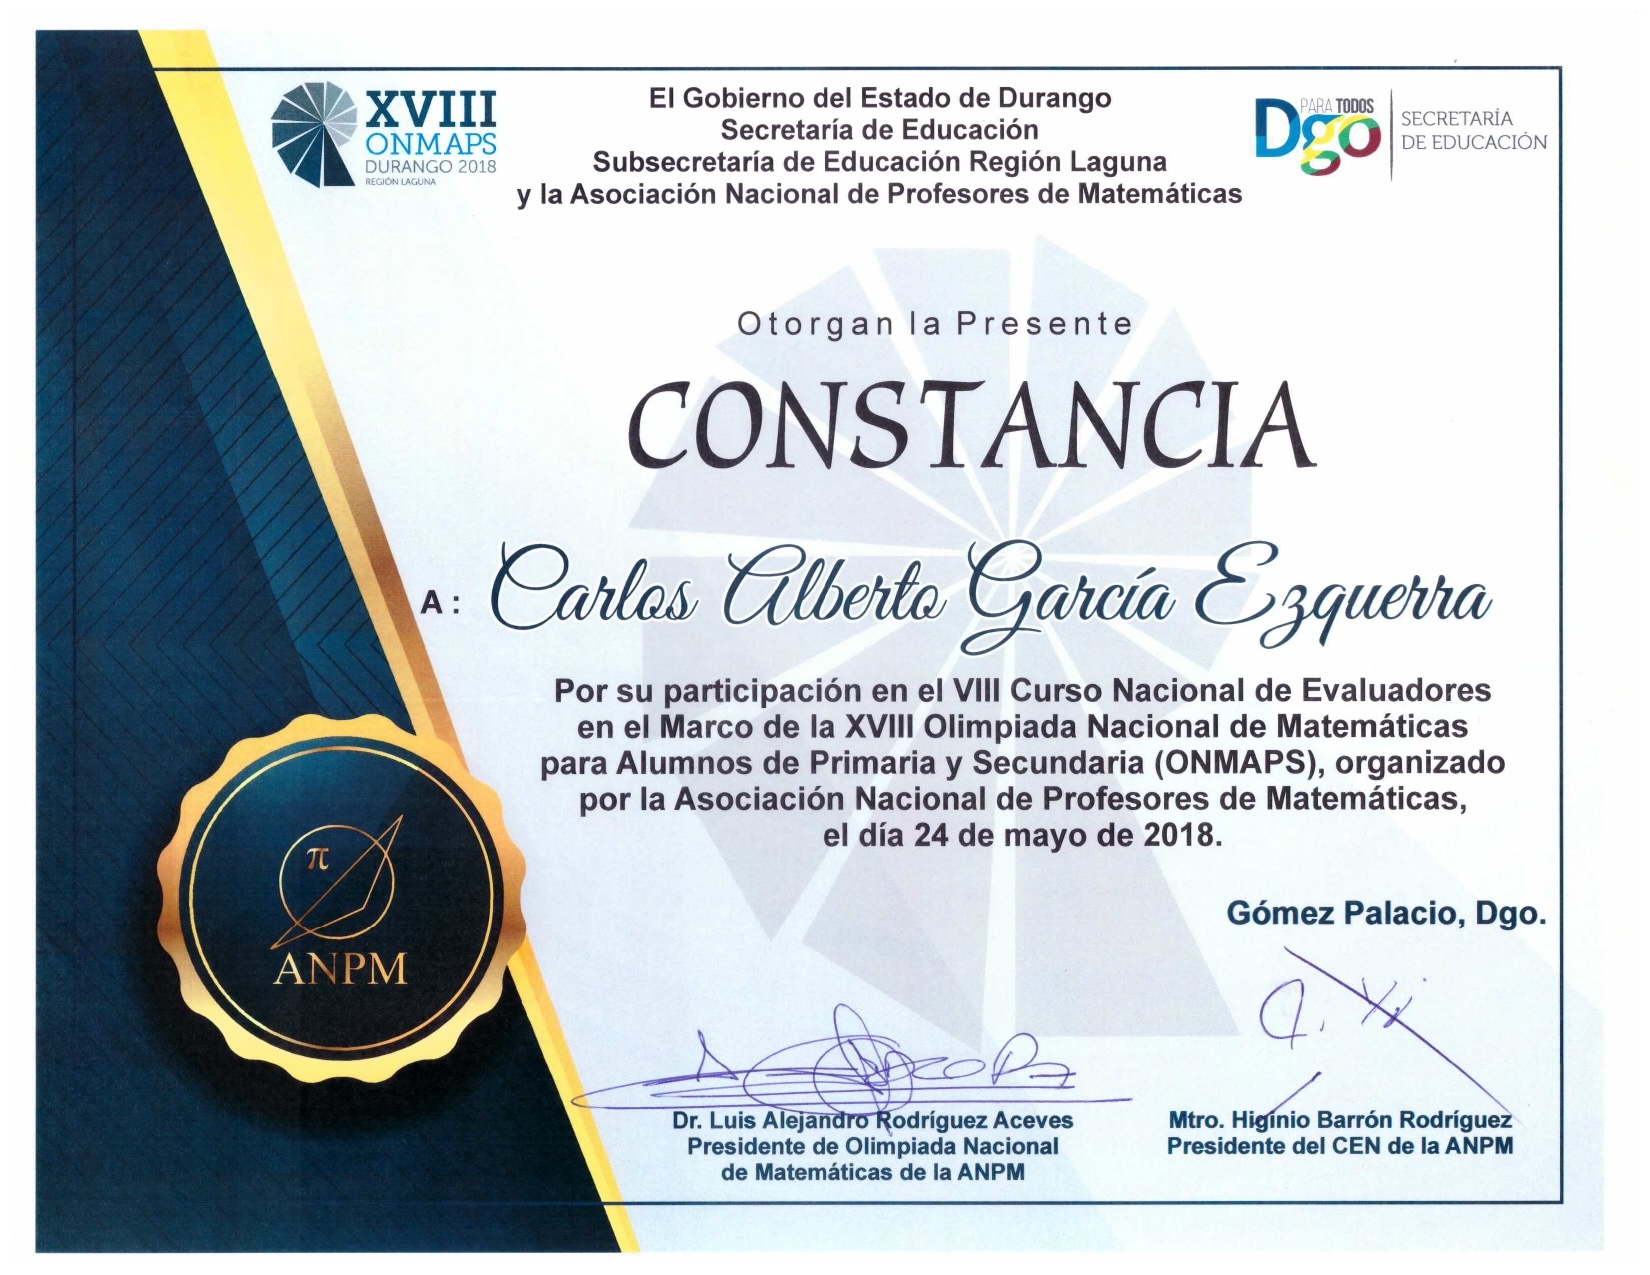 XVIII
ONMAPS
DURANGO 2018
REGIÓN LAGUNA
El Gobierno del Estado de Durango
Secretaría de Educación
Subsecretaría de Educación Región Laguna
y la Asociación Nacional de Profesores de Matemáticas
PARA TODOS
Dgo
SECRETARÍA
DE EDUCACIÓN
Otorgan la Presente
CONSTANCIA
A : Carlos Alberto García Ezquerra
Por su participación en el VIII Curso Nacional de Evaluadores
en el Marco de la XVIII Olimpiada Nacional de Matemáticas
para Alumnos de Primaria y Secundaria (ONMAPS), organizado
por la Asociación Nacional de Profesores de Matemáticas,
el día 24 de mayo de 2018.
Gómez Palacio, Dgo.
π
ANPM
Dr. Luis Alejandro Rodríguez Aceves
Presidente de Olimpiada Nacional
de Matemáticas de la ANPM
Mtro. Higinio Barrón Rodríguez
Presidente del CEN de la ANPM